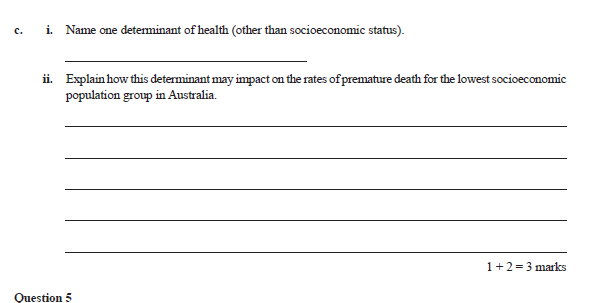 c. i. Name one determinant of health (other than socioeconomic status).
ii. Explain how this determinant may impact on the rates of premature death for the lowest socioeconomic
population group in Australia.
1 + 2 = 3 marks
Question 5